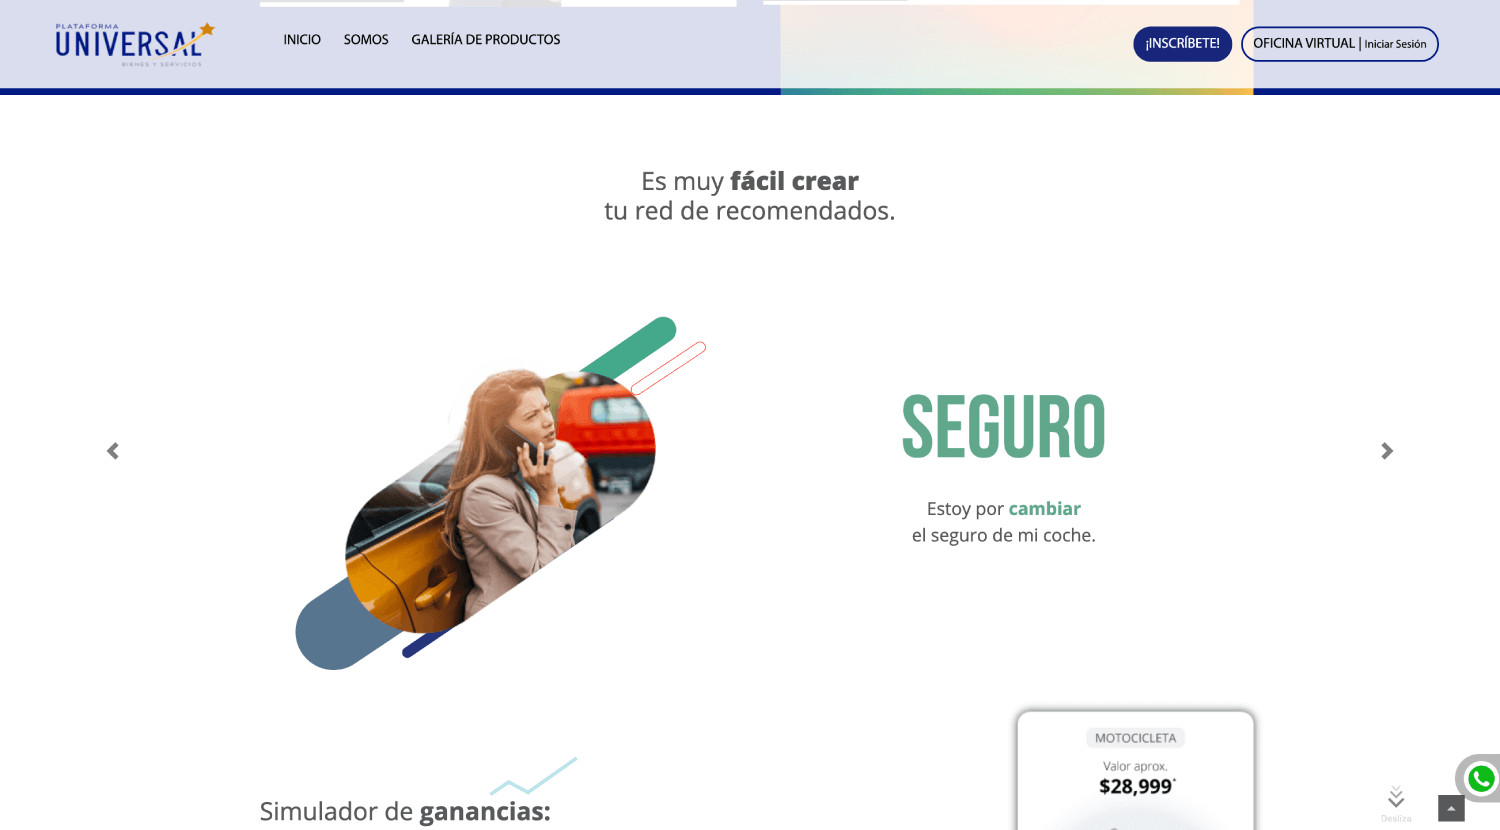 PLATAFORMA
UNIVERSAL
BIENES Y SERVICIOS
INICIO
SOMOS
GALERÍA DE PRODUCTOS
¡INSCRÍBETE!
OFICINA VIRTUAL | Iniciar Sesión
Es muy fácil crear
tu red de recomendados.
SEGURO
Estoy por cambiar
el seguro de mi coche.
MOTOCICLETA
Valor aprox.
$28,999*
Simulador de ganancias:
Desliza